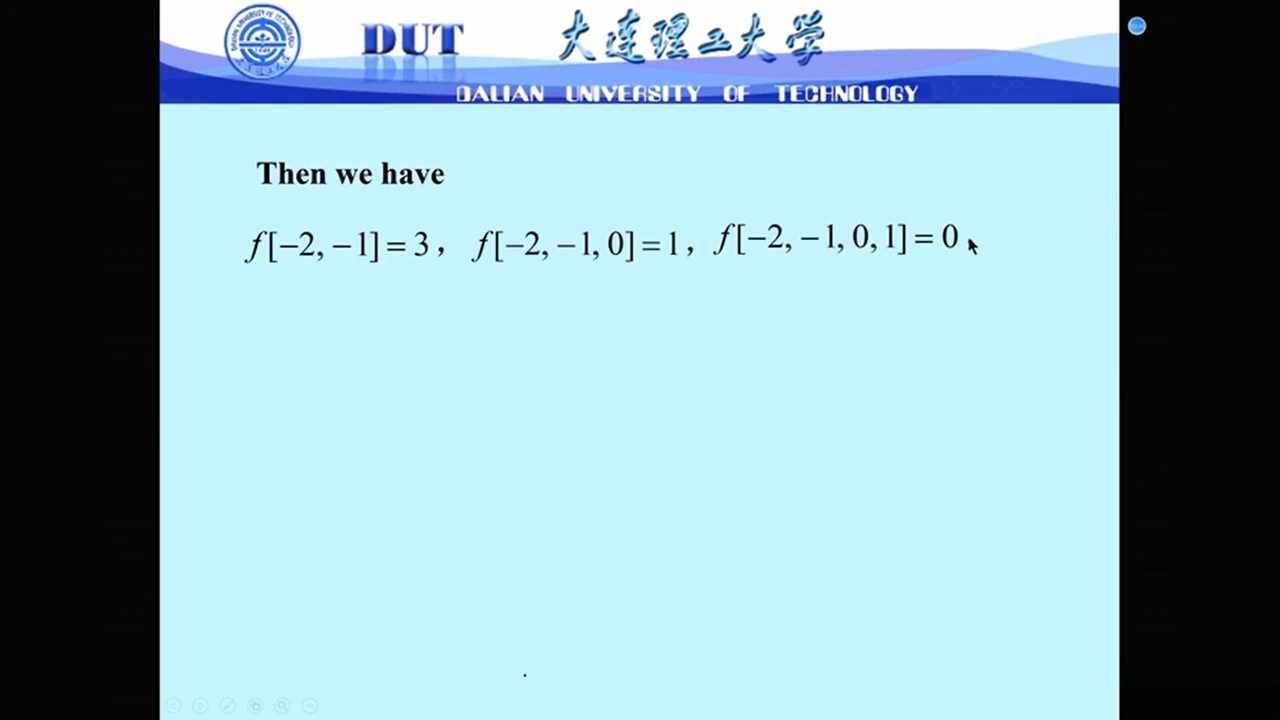 DUT 大连理工大学
DALIAN UNIVERSITY OF TECHNOLOGY
Then we have
f[−2, −1] = 3， f[−2, −1, 0] = 1， f[−2, −1, 0, 1] = 0